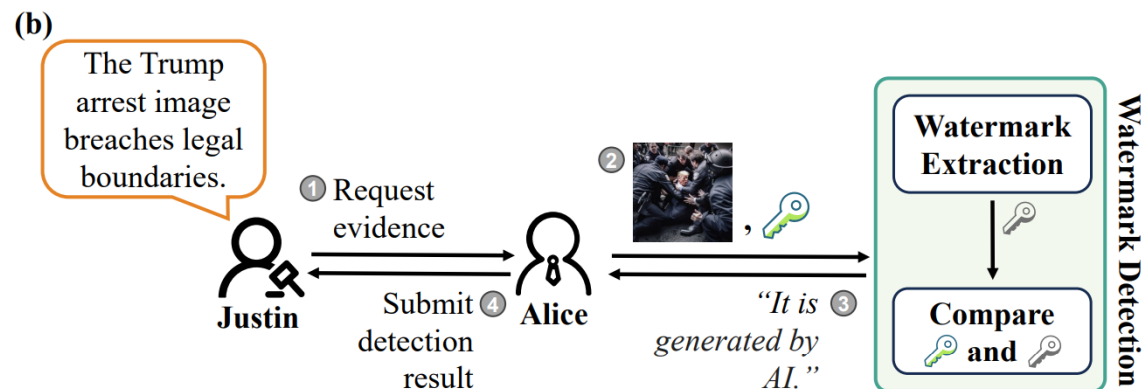 (b)
The Trump
arrest image
breaches legal
boundaries.
1 Request
evidence
Justin
Submit 4
detection
result
Alice
2
,
“It is 3
generated by
AI.”
Watermark
Extraction
Compare
and
Watermark Detection